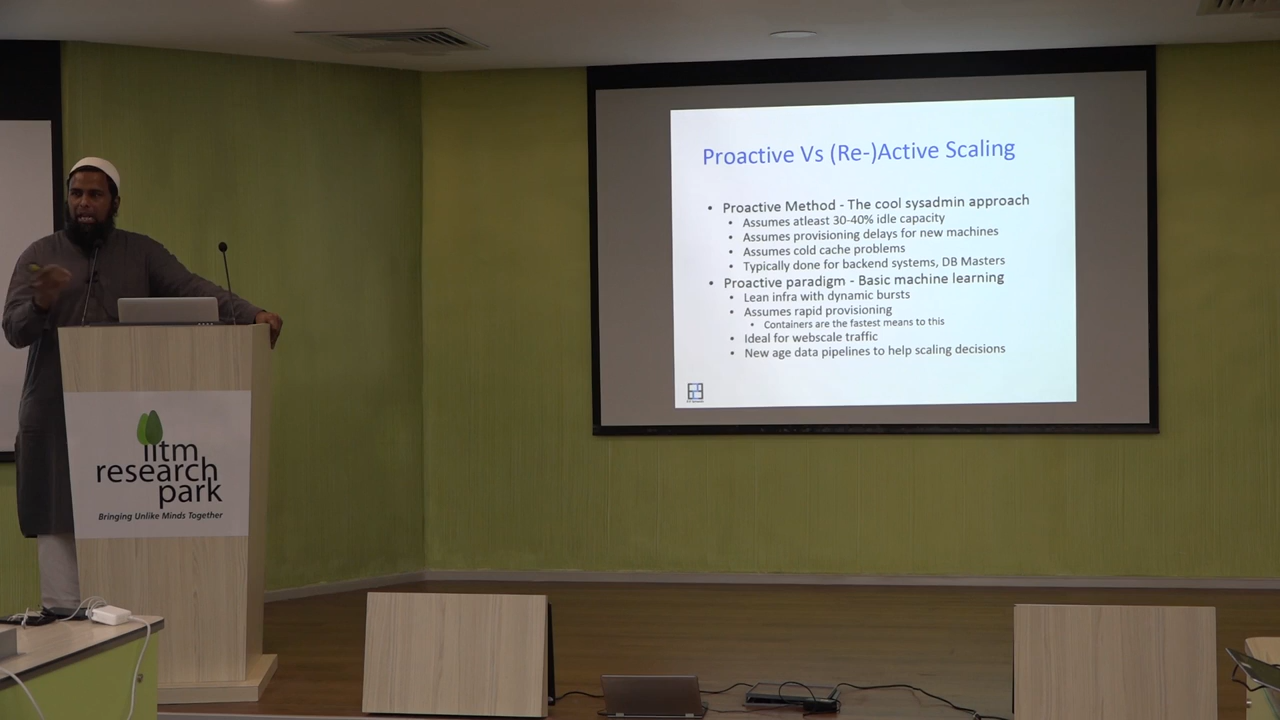 Proactive Vs (Re-)Active Scaling
• Proactive Method - The cool sysadmin approach
• Assumes atleast 30-40% idle capacity
• Assumes provisioning delays for new machines
• Assumes cold cache problems
• Typically done for backend systems, DB Masters
• Proactive paradigm - Basic machine learning
• Lean infra with dynamic bursts
• Assumes rapid provisioning
• Containers are the fastest means to this
• Ideal for webscale traffic
• New age data pipelines to help scaling decisions
iitm
research
park
Bringing Unlike Minds Together